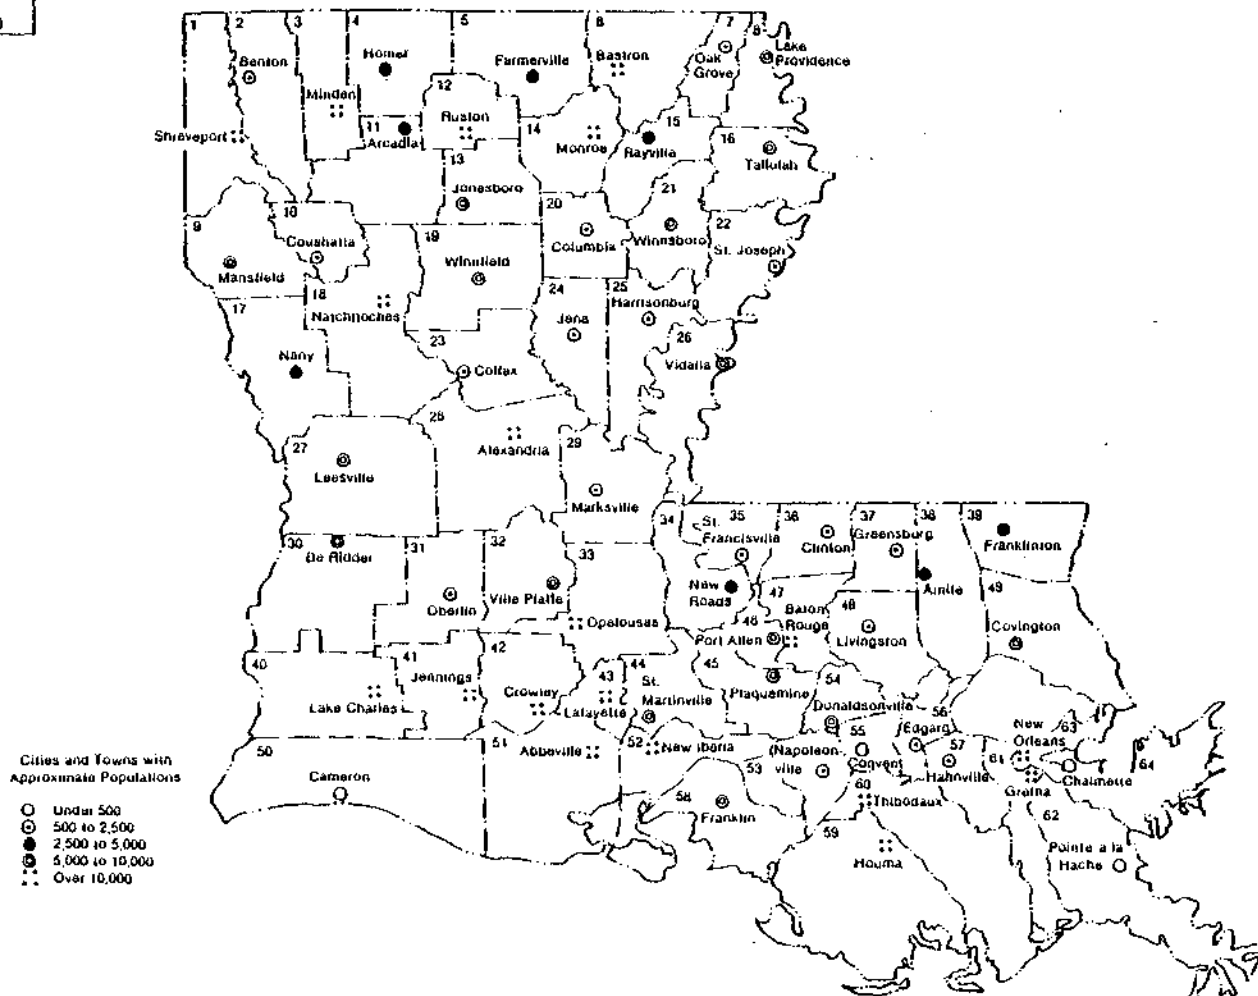 1
2
3
4
5
6
7
8
Benton
Homer
Farmerville
Bastrop
Oak
Grove
Lake
Providence
Minden
12
Ruston
Shreveport
11
Arcadia
14
Monroe
15
Rayville
16
Tallulah
13
Jonesboro
9
10
Coushatta
Mansfield
19
Winnfield
20
Columbia
21
Winnsboro
22
St. Joseph
17
18
Natchitoches
Many
23
Colfax
24
Jena
25
Harrisonburg
26
Vidalia
27
Leesville
28
Alexandria
29
Marksville
30
De Ridder
31
Oberlin
32
Ville Platte
33
Opelousas
34
St.
Francisville
35
36
Clinton
37
Greensburg
38
Amite
39
Franklinton
New
Roads
47
Baton
Rouge
48
Livingston
49
Covington
46
Port Allen
40
Lake Charles
41
Jennings
42
Crowley
43
Lafayette
44
St.
Martinville
45
Plaquemine
54
Donaldsonville
50
Cameron
51
Abbeville
52
New Iberia
53
(Napoleon
ville
55
Convent
Edgard
56
57
Hahnville
New
Orleans
61
63
Chalmette
64
Gretna
58
Franklin
60
Thibodaux
59
Houma
62
Pointe a la
Hache
Cities and Towns with
Approximate Populations
Under 500
500 to 2,500
2,500 to 5,000
5,000 to 10,000
Over 10,000